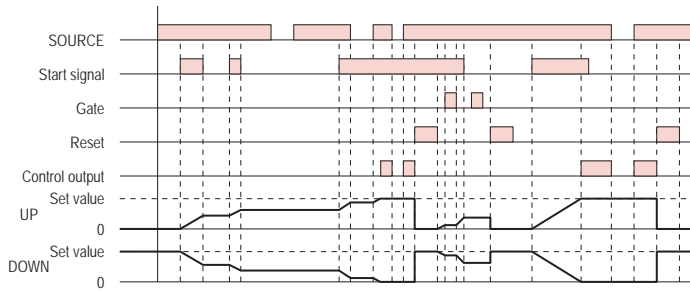 SOURCE
Start signal
Gate
Reset
Control output
Set value
UP
0
Set value
DOWN
0